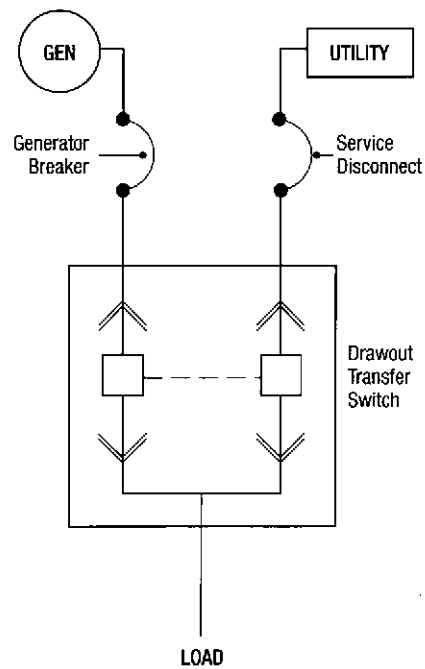 GEN
UTILITY
Generator
Breaker
Service
Disconnect
Drawout
Transfer
Switch
LOAD